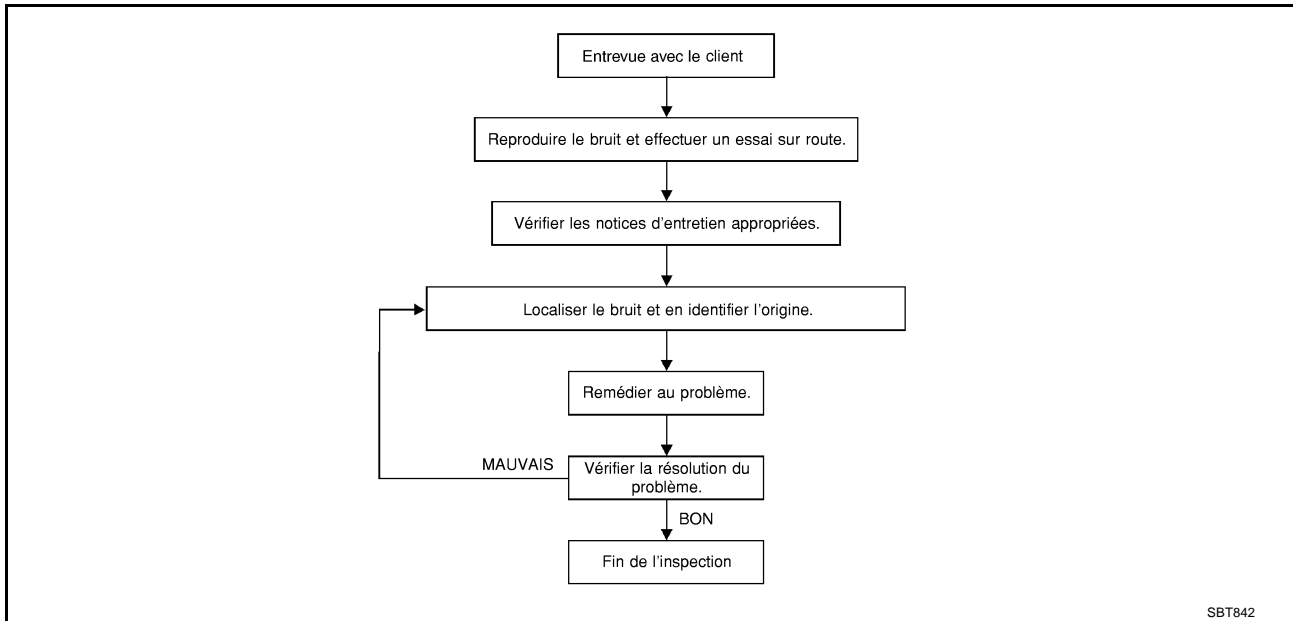 Entrevue avec le client
Reproduire le bruit et effectuer un essai sur route.
Vérifier les notices d'entretien appropriées.
Localiser le bruit et en identifier l'origine.
Remédier au problème.
MAUVAIS
Vérifier la résolution du
problème.
BON
Fin de l'inspection
SBT842